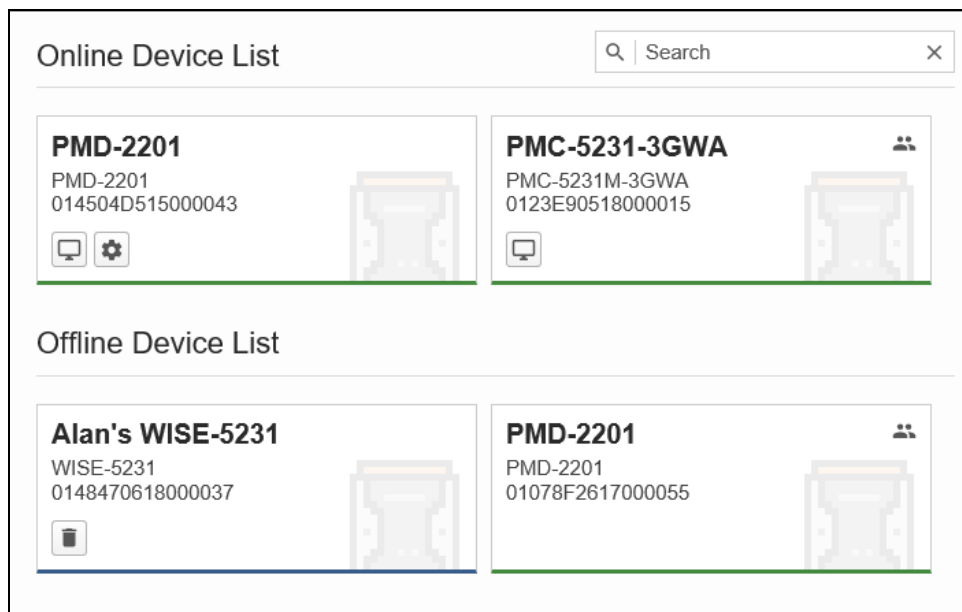 Online Device List
Search
PMD-2201
PMD-2201
014504D515000043
PMC-5231-3GWA
PMC-5231M-3GWA
0123E90518000015
Offline Device List
Alan's WISE-5231
WISE-5231
0148470618000037
PMD-2201
PMD-2201
01078F2617000055